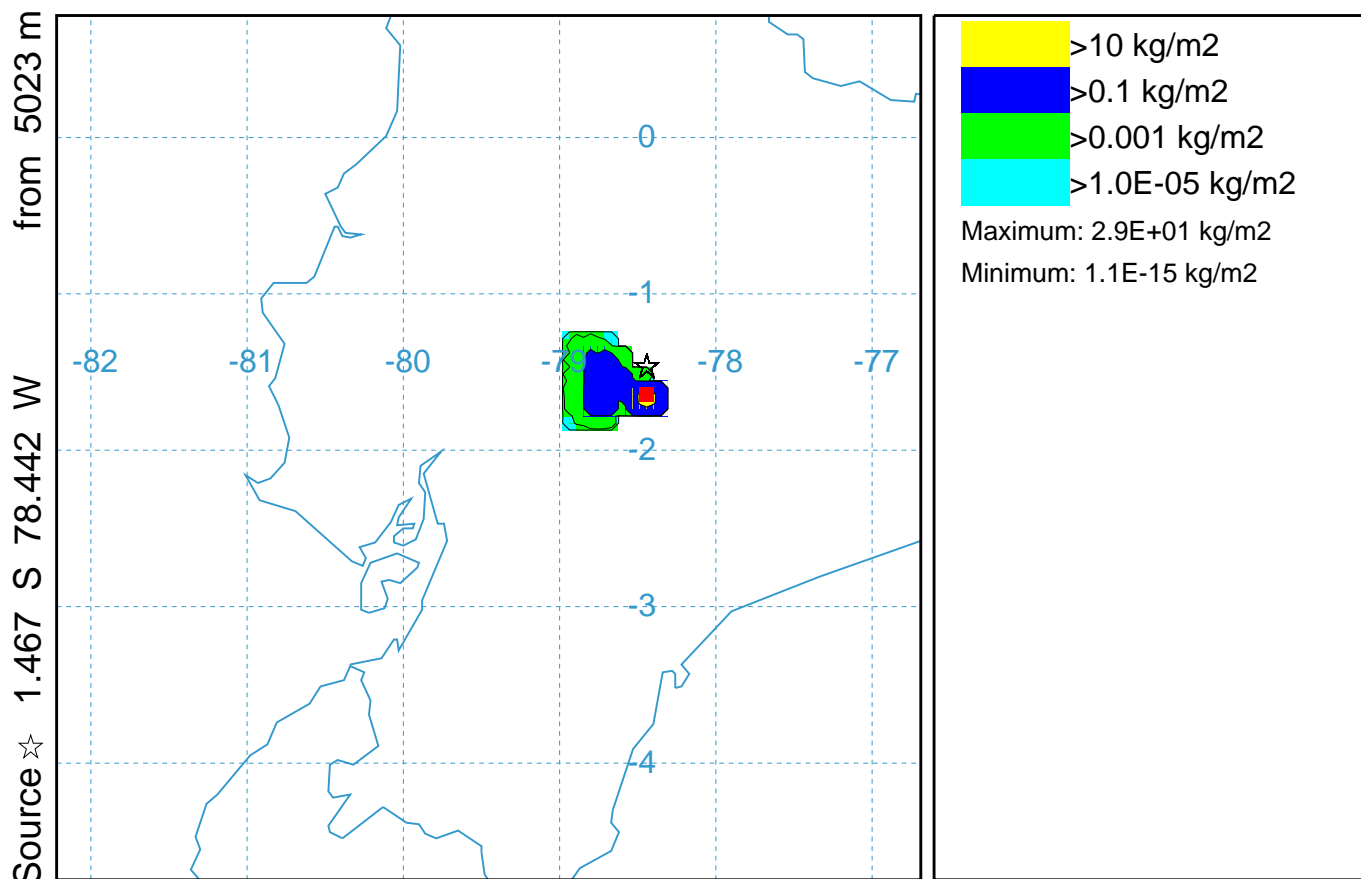 Source ☆ 1.467 S 78.442 W from 5023 m
0
-1
-82
-81
-80
-79
-78
-77
-2
-3
-4
>10 kg/m2
>0.1 kg/m2
>0.001 kg/m2
>1.0E-05 kg/m2
Maximum: 2.9E+01 kg/m2
Minimum: 1.1E-15 kg/m2